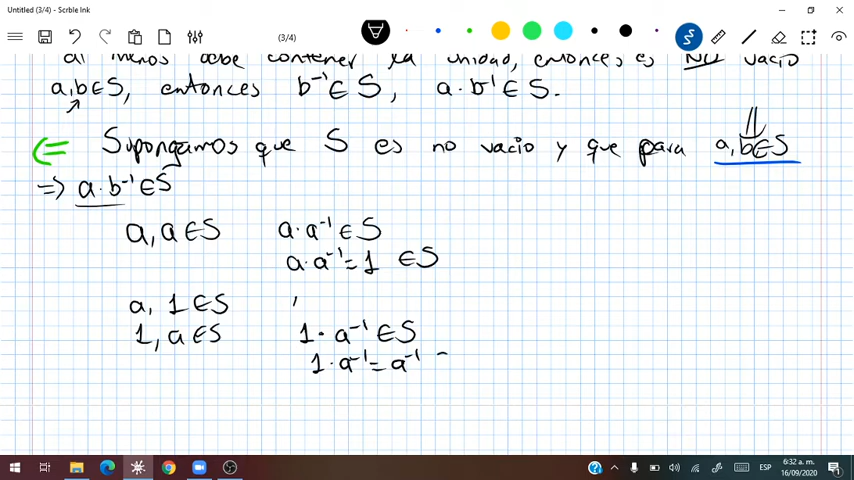 Untitled (3/4) - Scrble Ink
(3/4)
al menos debe contener la unidad, entonces es NO vacio
a,b∈S, entonces b⁻¹∈S, a·b⁻¹∈S.
(⇐ Supongamos que S es no vacio y que para a,b∈S
⇒ a·b⁻¹∈S
a,a∈S a·a⁻¹∈S
a·a⁻¹=1 ∈S
a, 1∈S
1,a∈S 1·a⁻¹∈S
1·a⁻¹=a⁻¹
ESP
6:32 a. m.
16/09/2020